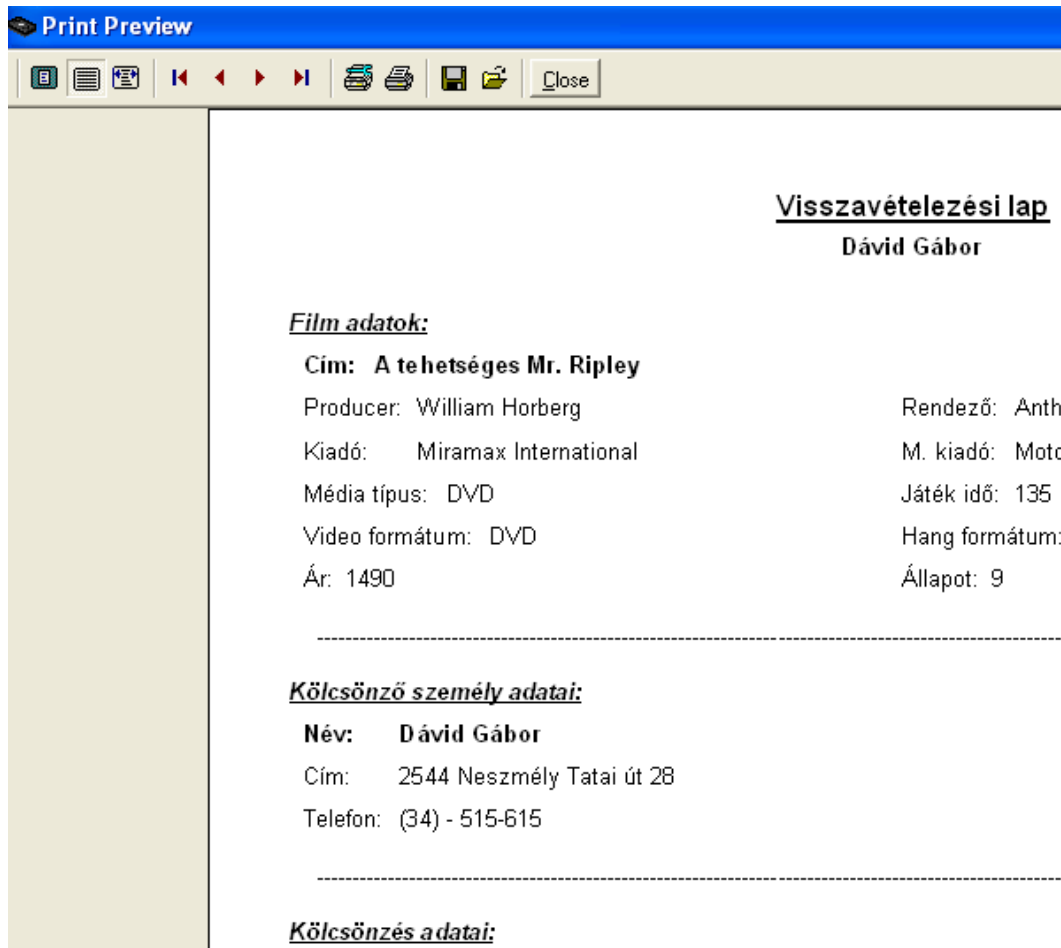 Print Preview
Close
Visszavételezési lap
Dávid Gábor
Film adatok:
Cím: A tehetséges Mr. Ripley
Producer: William Horberg Rendező: Anth
Kiadó: Miramax International M. kiadó: Moto
Média típus: DVD Játék idő: 135
Video formátum: DVD Hang formátum:
Ár: 1490 Állapot: 9
Kölcsönző személy adatai:
Név: Dávid Gábor
Cím: 2544 Neszmély Tatai út 28
Telefon: (34) - 515-615
Kölcsönzés adatai: